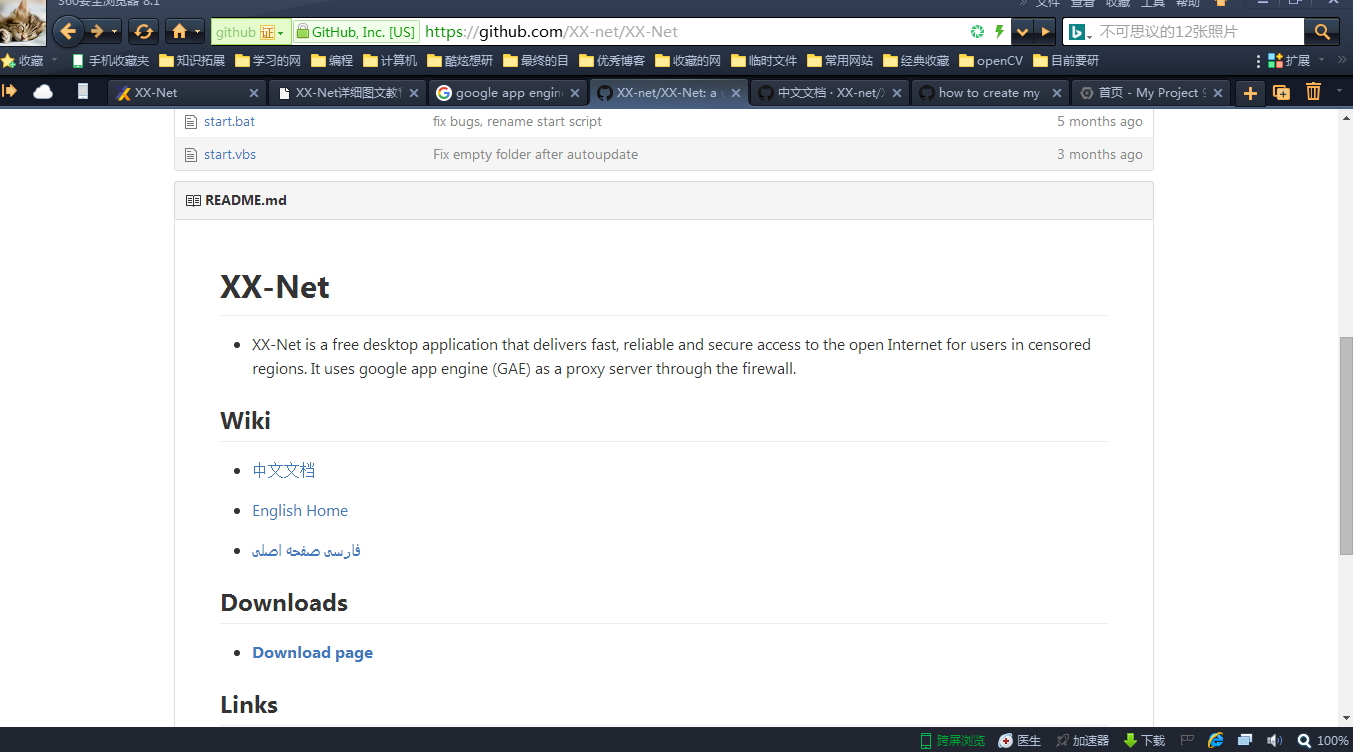 360安全浏览器 8.1
» 文件 查看 收藏 工具 帮助
github 证 GitHub, Inc. [US] https://github.com/XX-net/XX-Net 不可思议的12张照片
收藏 手机收藏夹 知识拓展 学习的网 编程 计算机 酷炫想研 最终的目 优秀博客 收藏的网 临时文件 常用网站 经典收藏 openCV 目前要研 扩展 »
XX-Net XX-Net详细图文教 google app engin XX-net/XX-Net: a 中文文档 · XX-net/ how to create my 首页 - My Project
start.bat fix bugs, rename start script 5 months ago
start.vbs Fix empty folder after autoupdate 3 months ago
README.md
XX-Net
• XX-Net is a free desktop application that delivers fast, reliable and secure access to the open Internet for users in censored
regions. It uses google app engine (GAE) as a proxy server through the firewall.
Wiki
• 中文文档
• English Home
• فارسی صفحه اصلی
Downloads
• Download page
Links
跨屏浏览 医生 加速器 下载 100%